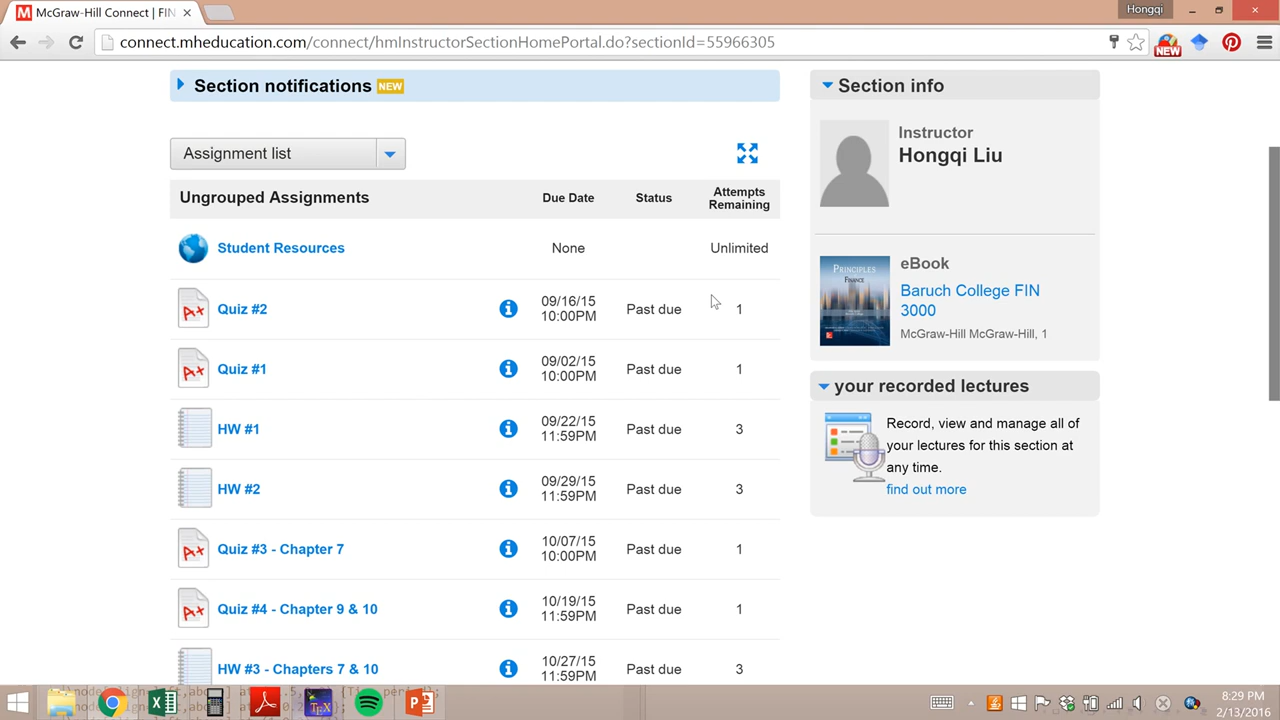 McGraw-Hill Connect | FIN
Hongqi
connect.mheducation.com/connect/hmInstructorSectionHomePortal.do?sectionId=55966305
NEW
Section notifications NEW
Assignment list
Ungrouped Assignments Due Date Status Attempts Remaining
Student Resources None Unlimited
Quiz #2 09/16/15 10:00PM Past due 1
Quiz #1 09/02/15 10:00PM Past due 1
HW #1 09/22/15 11:59PM Past due 3
HW #2 09/29/15 11:59PM Past due 3
Quiz #3 - Chapter 7 10/07/15 10:00PM Past due 1
Quiz #4 - Chapter 9 & 10 10/19/15 11:59PM Past due 1
HW #3 - Chapters 7 & 10 10/27/15 11:59PM Past due 3
Section info
Instructor
Hongqi Liu
PRINCIPLES
FINANCE
eBook
Baruch College FIN
3000
McGraw-Hill McGraw-Hill, 1
your recorded lectures
Record, view and manage all of
your lectures for this section at
any time.
find out more
8:29 PM
2/13/2016